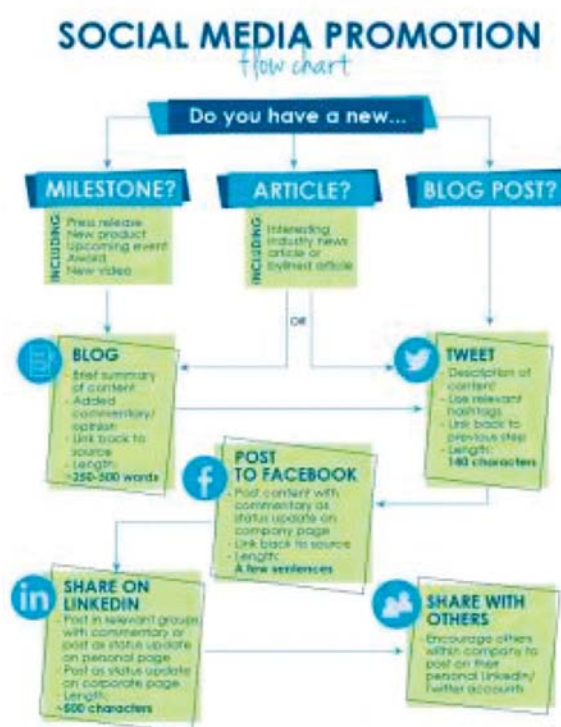 SOCIAL MEDIA PROMOTION
flow chart
Do you have a new...
MILESTONE?
INCLUDING:
Press release
New product
Upcoming event
Award
New video
ARTICLE?
INCLUDING:
Interesting
industry news
article or
bylined article
BLOG POST?
OR
BLOG
- Brief summary
of content
- Added
commentary/
opinion
- Link back to
source
- Length:
~250-500 words
TWEET
- Description of
content
- Use relevant
hashtags
- Link back to
previous step
- Length:
140 characters
f
POST
TO FACEBOOK
- Post content with
commentary as
status update on
company page
- Link back to source
- Length:
A few sentences
in
SHARE ON
LINKEDIN
- Post in relevant groups
with commentary or
post as status update
on personal page
- Post as status update
on corporate page
- Length:
~500 characters
SHARE WITH
OTHERS
Encourage others
within company to
post on their
personal LinkedIn/
Twitter accounts